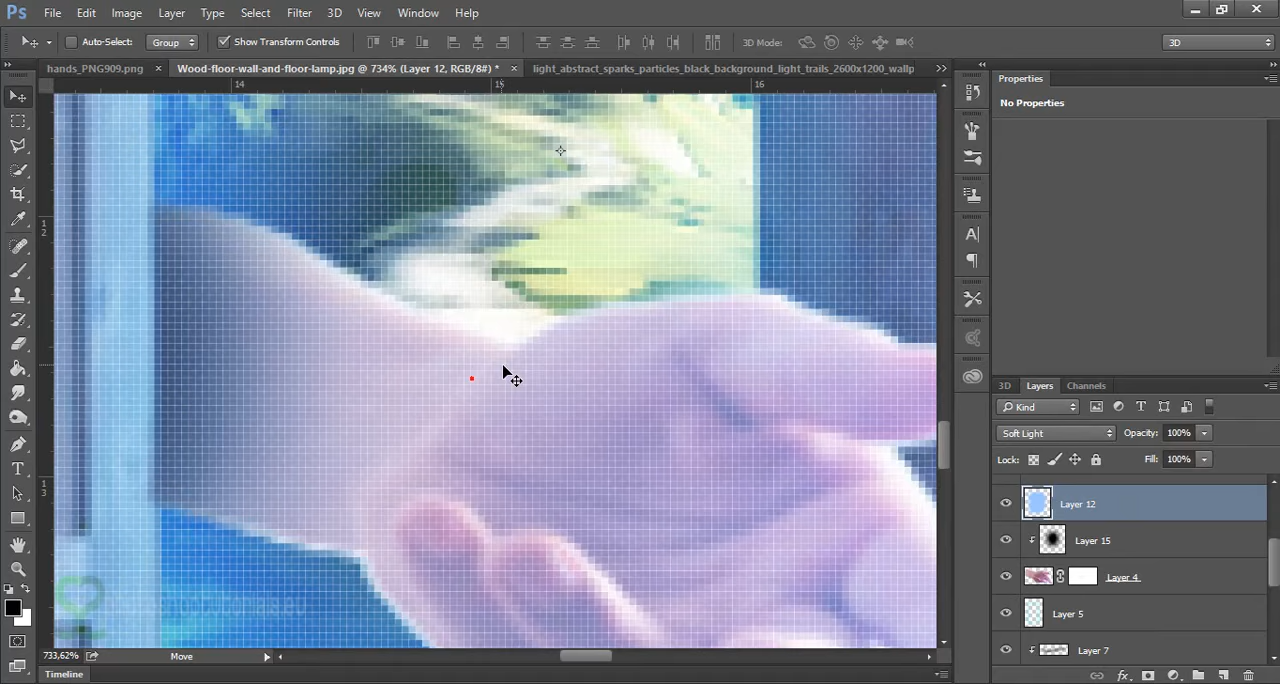 Ps File Edit Image Layer Type Select Filter 3D View Window Help
Auto-Select: Group Show Transform Controls 3D Mode: 3D
hands_PNG909.png × Wood-floor-wall-and-floor-lamp.jpg @ 734% (Layer 12, RGB/8#) * × light_abstract_sparks_particles_black_background_light_trails_2600x1200_wallp
14 15 16
Properties
No Properties
12
13
3D Layers Channels
Kind
Soft Light Opacity: 100%
Lock: Fill: 100%
Layer 12
Layer 15
Layer 4
Layer 5
Layer 7
733,62% Move
Timeline